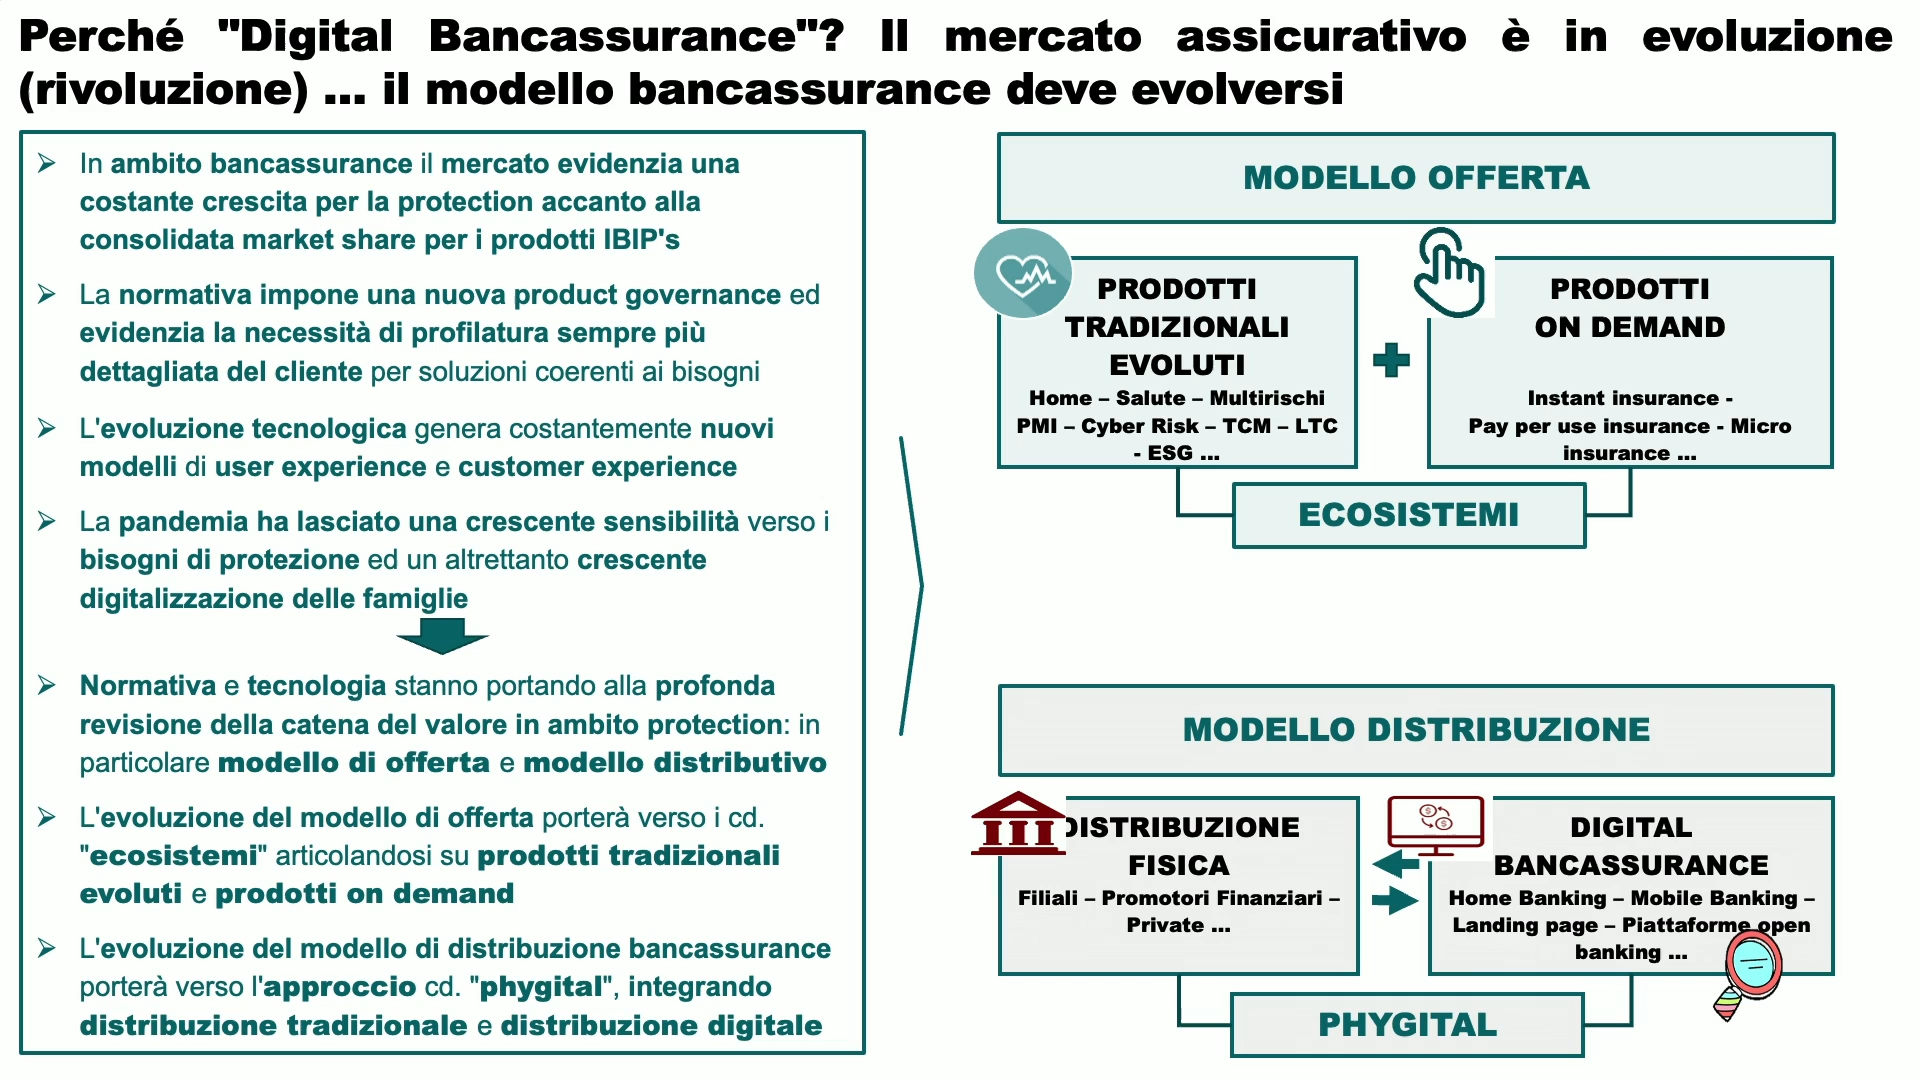 Perché "Digital Bancassurance"? Il mercato assicurativo è in evoluzione
(rivoluzione) ... il modello bancassurance deve evolversi
In ambito bancassurance il mercato evidenzia una
costante crescita per la protection accanto alla
consolidata market share per i prodotti IBIP's
La normativa impone una nuova product governance ed
evidenzia la necessità di profilatura sempre più
dettagliata del cliente per soluzioni coerenti ai bisogni
L'evoluzione tecnologica genera costantemente nuovi
modelli di user experience e customer experience
La pandemia ha lasciato una crescente sensibilità verso i
bisogni di protezione ed un altrettanto crescente
digitalizzazione delle famiglie
Normativa e tecnologia stanno portando alla profonda
revisione della catena del valore in ambito protection: in
particolare modello di offerta e modello distributivo
L'evoluzione del modello di offerta porterà verso i cd.
"ecosistemi" articolandosi su prodotti tradizionali
evoluti e prodotti on demand
L'evoluzione del modello di distribuzione bancassurance
porterà verso l'approccio cd. "phygital", integrando
distribuzione tradizionale e distribuzione digitale
MODELLO OFFERTA
PRODOTTI
TRADIZIONALI
EVOLUTI
Home – Salute – Multirischi
PMI – Cyber Risk – TCM – LTC
- ESG ...
PRODOTTI
ON DEMAND
Instant insurance -
Pay per use insurance - Micro
insurance ...
ECOSISTEMI
MODELLO DISTRIBUZIONE
DISTRIBUZIONE
FISICA
Filiali – Promotori Finanziari –
Private ...
DIGITAL
BANCASSURANCE
Home Banking – Mobile Banking –
Landing page – Piattaforme open
banking ...
PHYGITAL